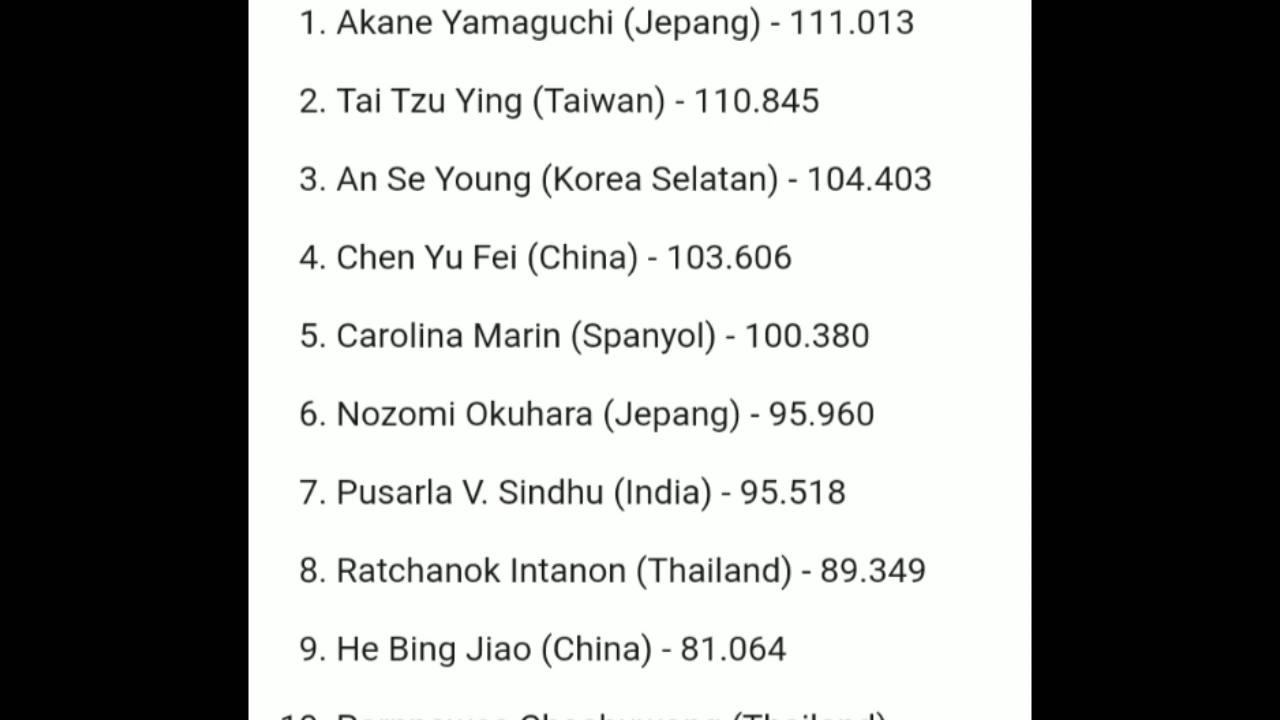 1. Akane Yamaguchi (Jepang) - 111.013
2. Tai Tzu Ying (Taiwan) - 110.845
3. An Se Young (Korea Selatan) - 104.403
4. Chen Yu Fei (China) - 103.606
5. Carolina Marin (Spanyol) - 100.380
6. Nozomi Okuhara (Jepang) - 95.960
7. Pusarla V. Sindhu (India) - 95.518
8. Ratchanok Intanon (Thailand) - 89.349
9. He Bing Jiao (China) - 81.064
10. (Thailand)